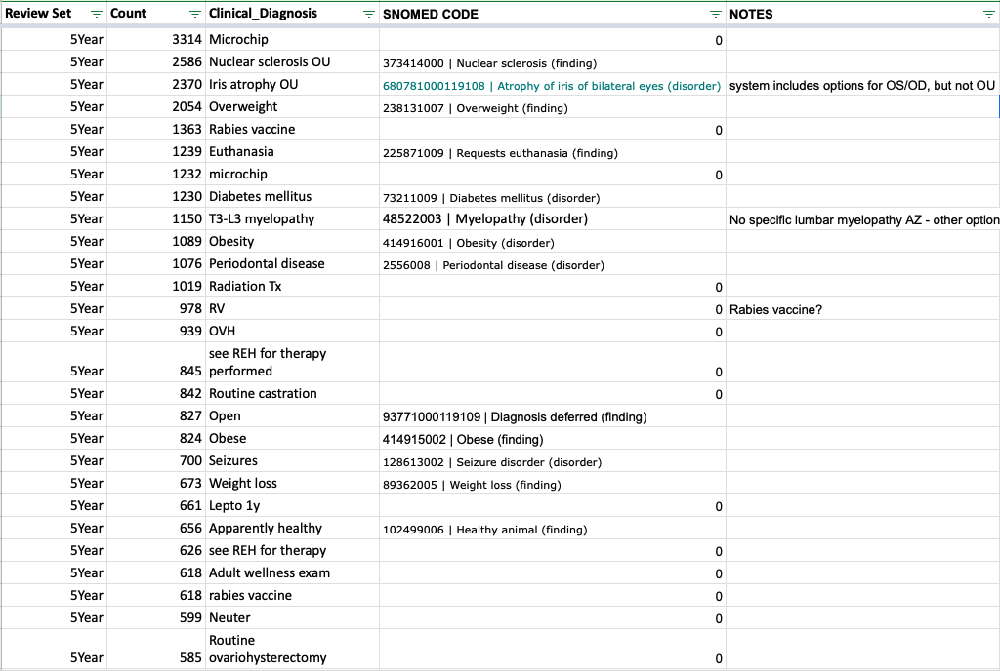 Review Set Count Clinical_Diagnosis SNOMED CODE NOTES
5Year 3314 Microchip 0
5Year 2586 Nuclear sclerosis OU 373414000 | Nuclear sclerosis (finding)
5Year 2370 Iris atrophy OU 680781000119108 | Atrophy of iris of bilateral eyes (disorder) system includes options for OS/OD, but not OU
5Year 2054 Overweight 238131007 | Overweight (finding)
5Year 1363 Rabies vaccine 0
5Year 1239 Euthanasia 225871009 | Requests euthanasia (finding)
5Year 1232 microchip 0
5Year 1230 Diabetes mellitus 73211009 | Diabetes mellitus (disorder)
5Year 1150 T3-L3 myelopathy 48522003 | Myelopathy (disorder) No specific lumbar myelopathy AZ - other option
5Year 1089 Obesity 414916001 | Obesity (disorder)
5Year 1076 Periodontal disease 2556008 | Periodontal disease (disorder)
5Year 1019 Radiation Tx 0
5Year 978 RV 0 Rabies vaccine?
5Year 939 OVH 0
see REH for therapy
5Year 845 performed 0
5Year 842 Routine castration 0
5Year 827 Open 93771000119109 | Diagnosis deferred (finding)
5Year 824 Obese 414915002 | Obese (finding)
5Year 700 Seizures 128613002 | Seizure disorder (disorder)
5Year 673 Weight loss 89362005 | Weight loss (finding)
5Year 661 Lepto 1y 0
5Year 656 Apparently healthy 102499006 | Healthy animal (finding)
5Year 626 see REH for therapy 0
5Year 618 Adult wellness exam 0
5Year 618 rabies vaccine 0
5Year 599 Neuter 0
Routine
5Year 585 ovariohysterectomy 0